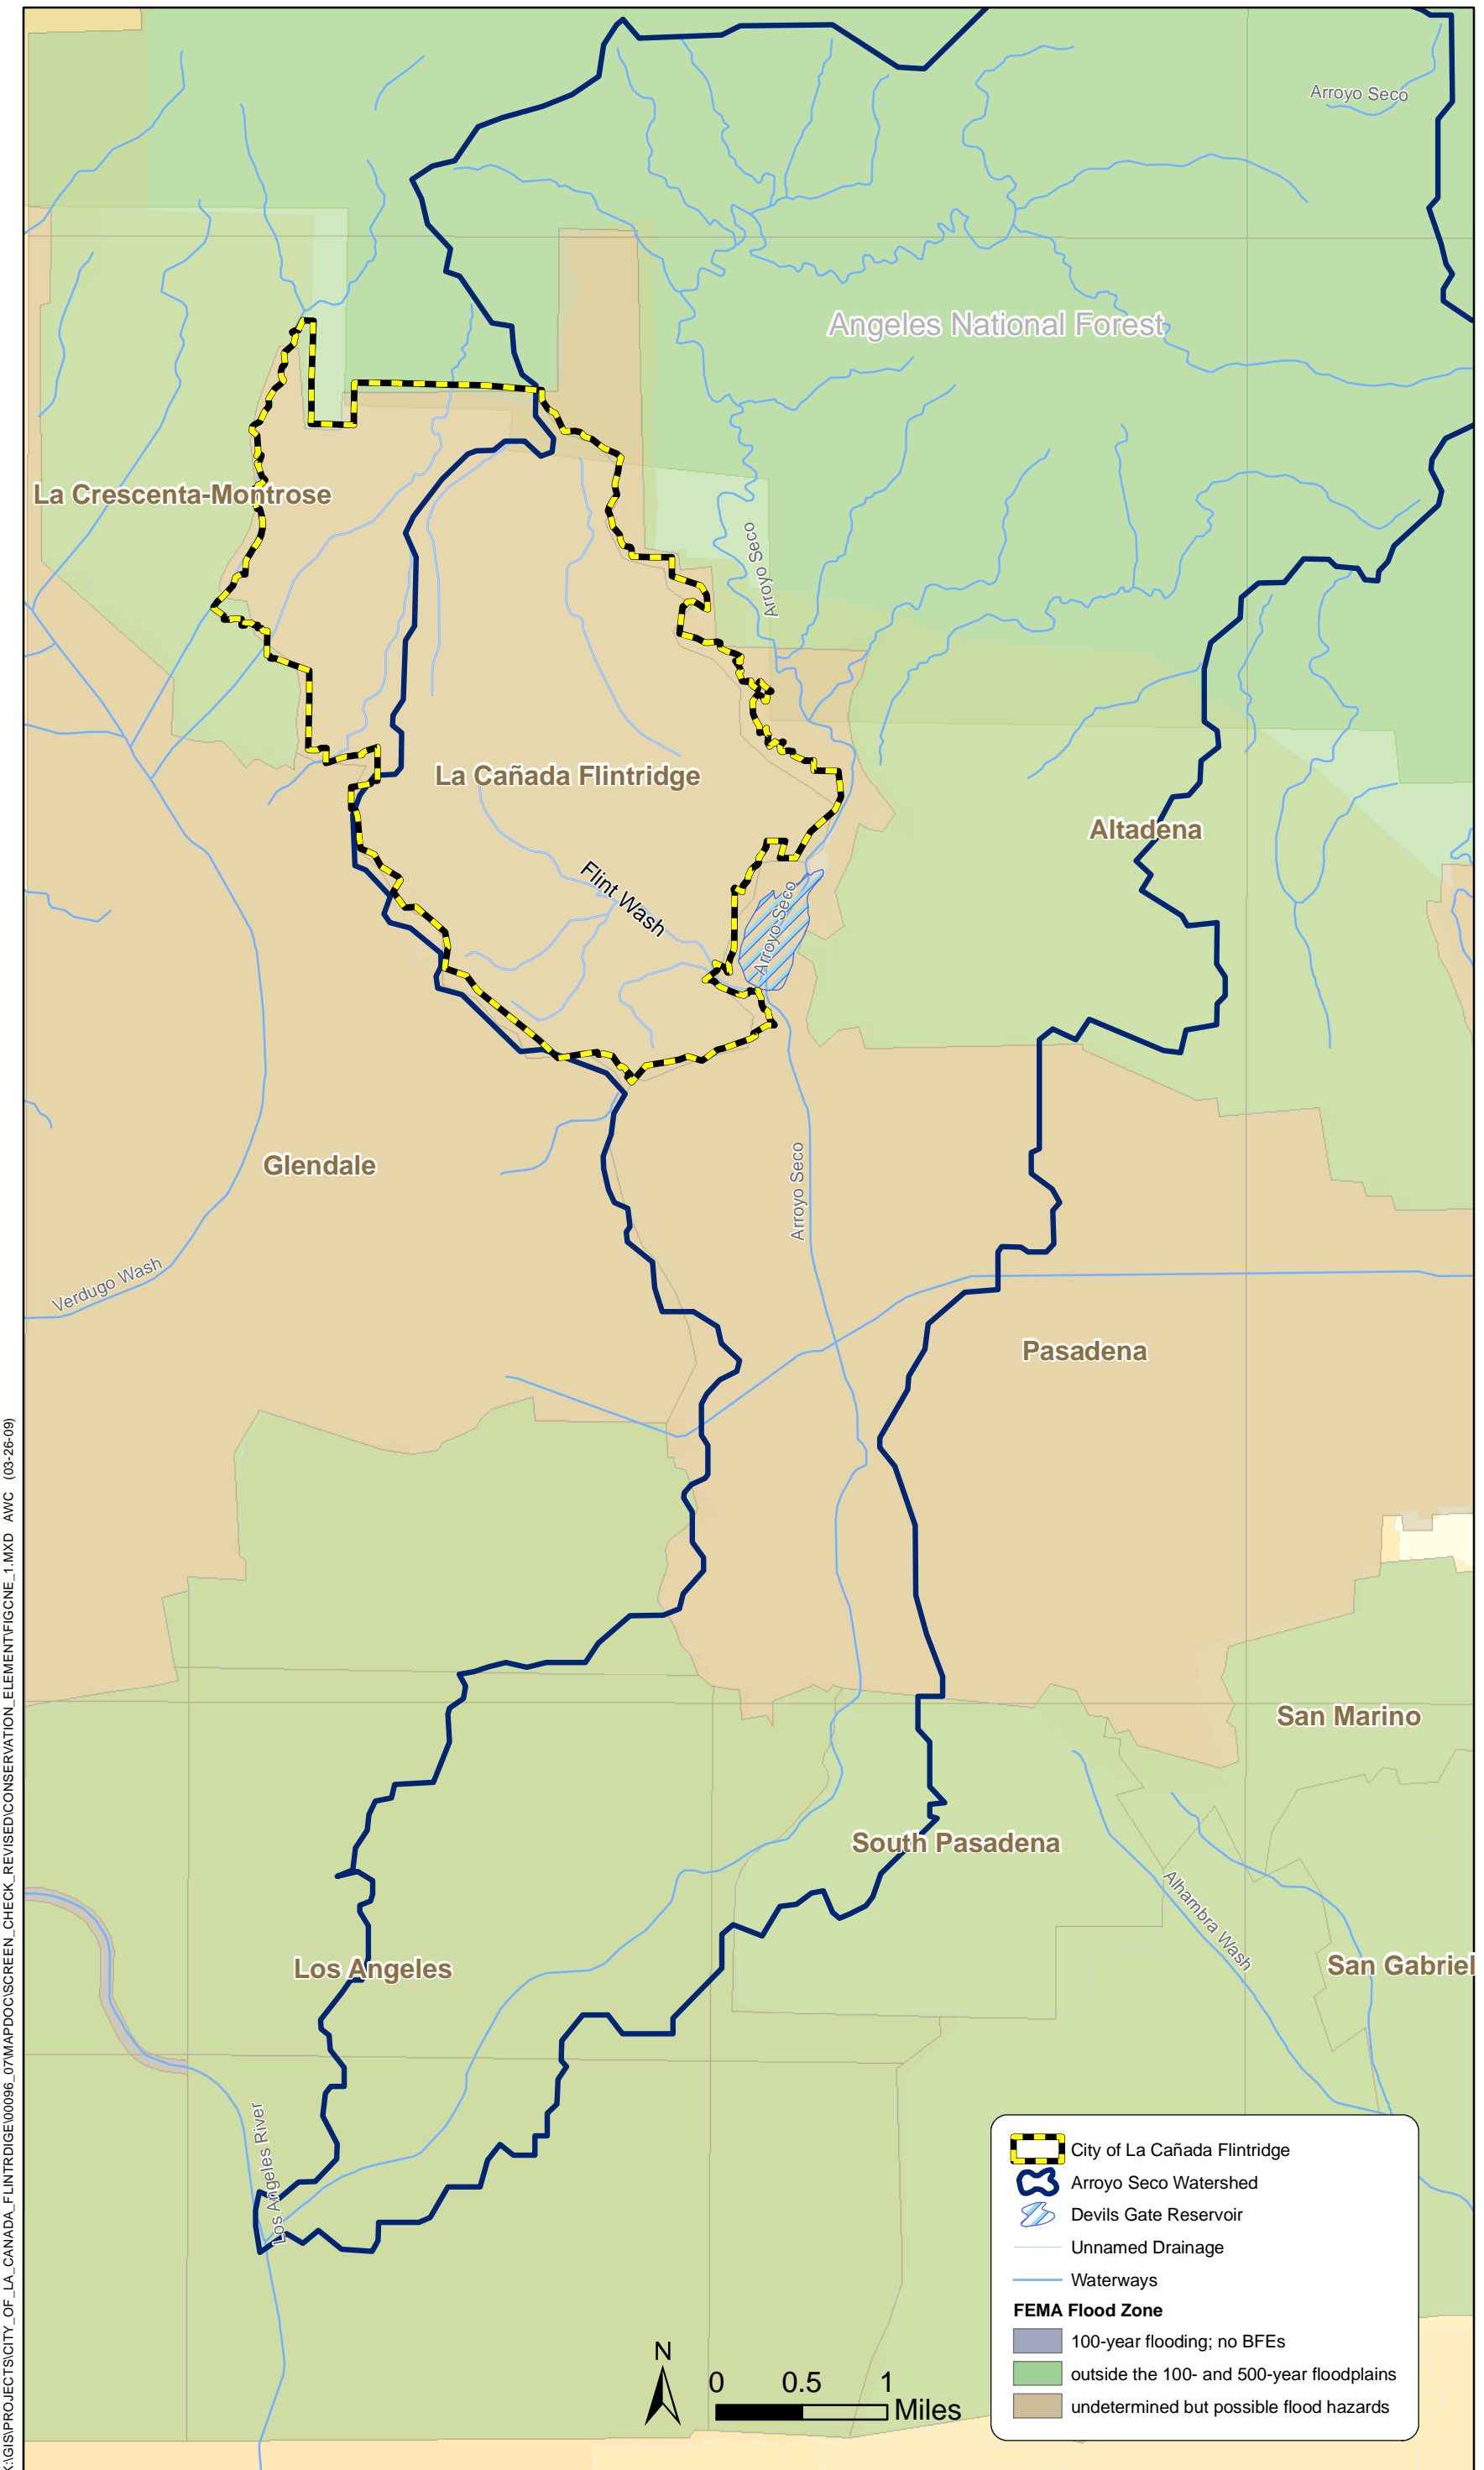 Arroyo Seco
Angeles National Forest
La Crescenta-Montrose
Arroyo Seco
La Cañada Flintridge
Altadena
Flint Wash
Arroyo Seco
Glendale
Arroyo Seco
Verdugo Wash
Pasadena
San Marino
South Pasadena
Alhambra Wash
Los Angeles
San Gabriel
Los Angeles River
City of La Cañada Flintridge
Arroyo Seco Watershed
Devils Gate Reservoir
Unnamed Drainage
Waterways
FEMA Flood Zone
100-year flooding; no BFEs
outside the 100- and 500-year floodplains
undetermined but possible flood hazards
N
0 0.5 1
Miles
K:\GIS\PROJECTS\CITY_OF_LA_CANADA_FLINTRDIGE\00096_07\MAPDOC\SCREEN_CHECK_REVISED\CONSERVATION_ELEMENT\FIGCNE_1.MXD AWC (03-26-09)